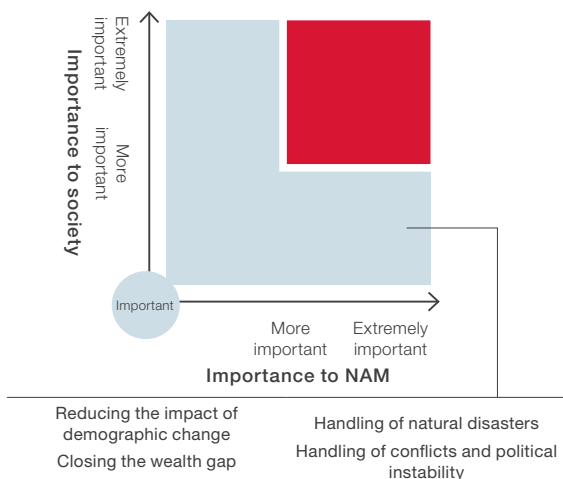 Extremely
important
More
important
Importance to society
Important
More
important
Extremely
important
Importance to NAM
Reducing the impact of
demographic change
Closing the wealth gap
Handling of natural disasters
Handling of conflicts and political
instability